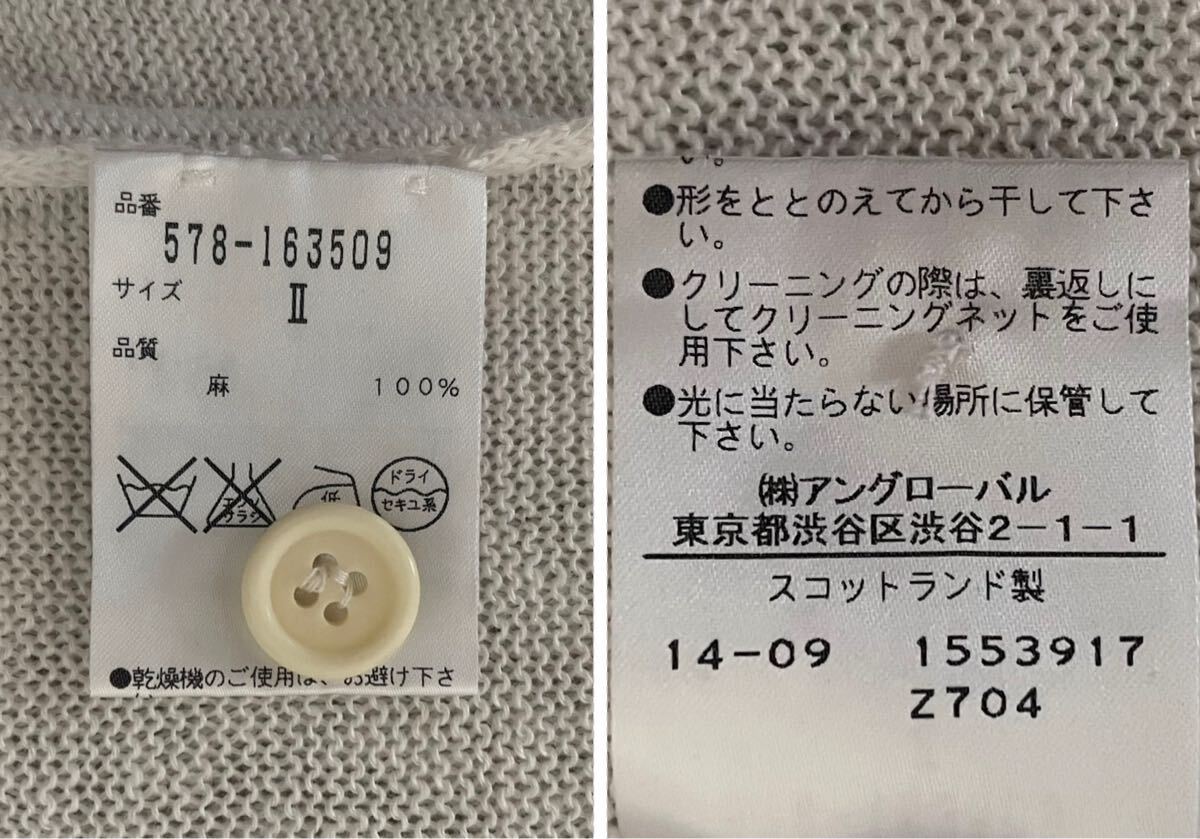 品番
578-163509
サイズ
Ⅱ
品質
麻 100%
低
ドライ
セキユ系
●乾燥機のご使用は、お避け下さ
い。
●形をととのえてから干して下さ
い。
●クリーニングの際は、裏返しに
してクリーニングネットをご使
用下さい。
●光に当たらない場所に保管して
下さい。
㈱アングローバル
東京都渋谷区渋谷2-1-1
スコットランド製
14-09 1553917
Z704